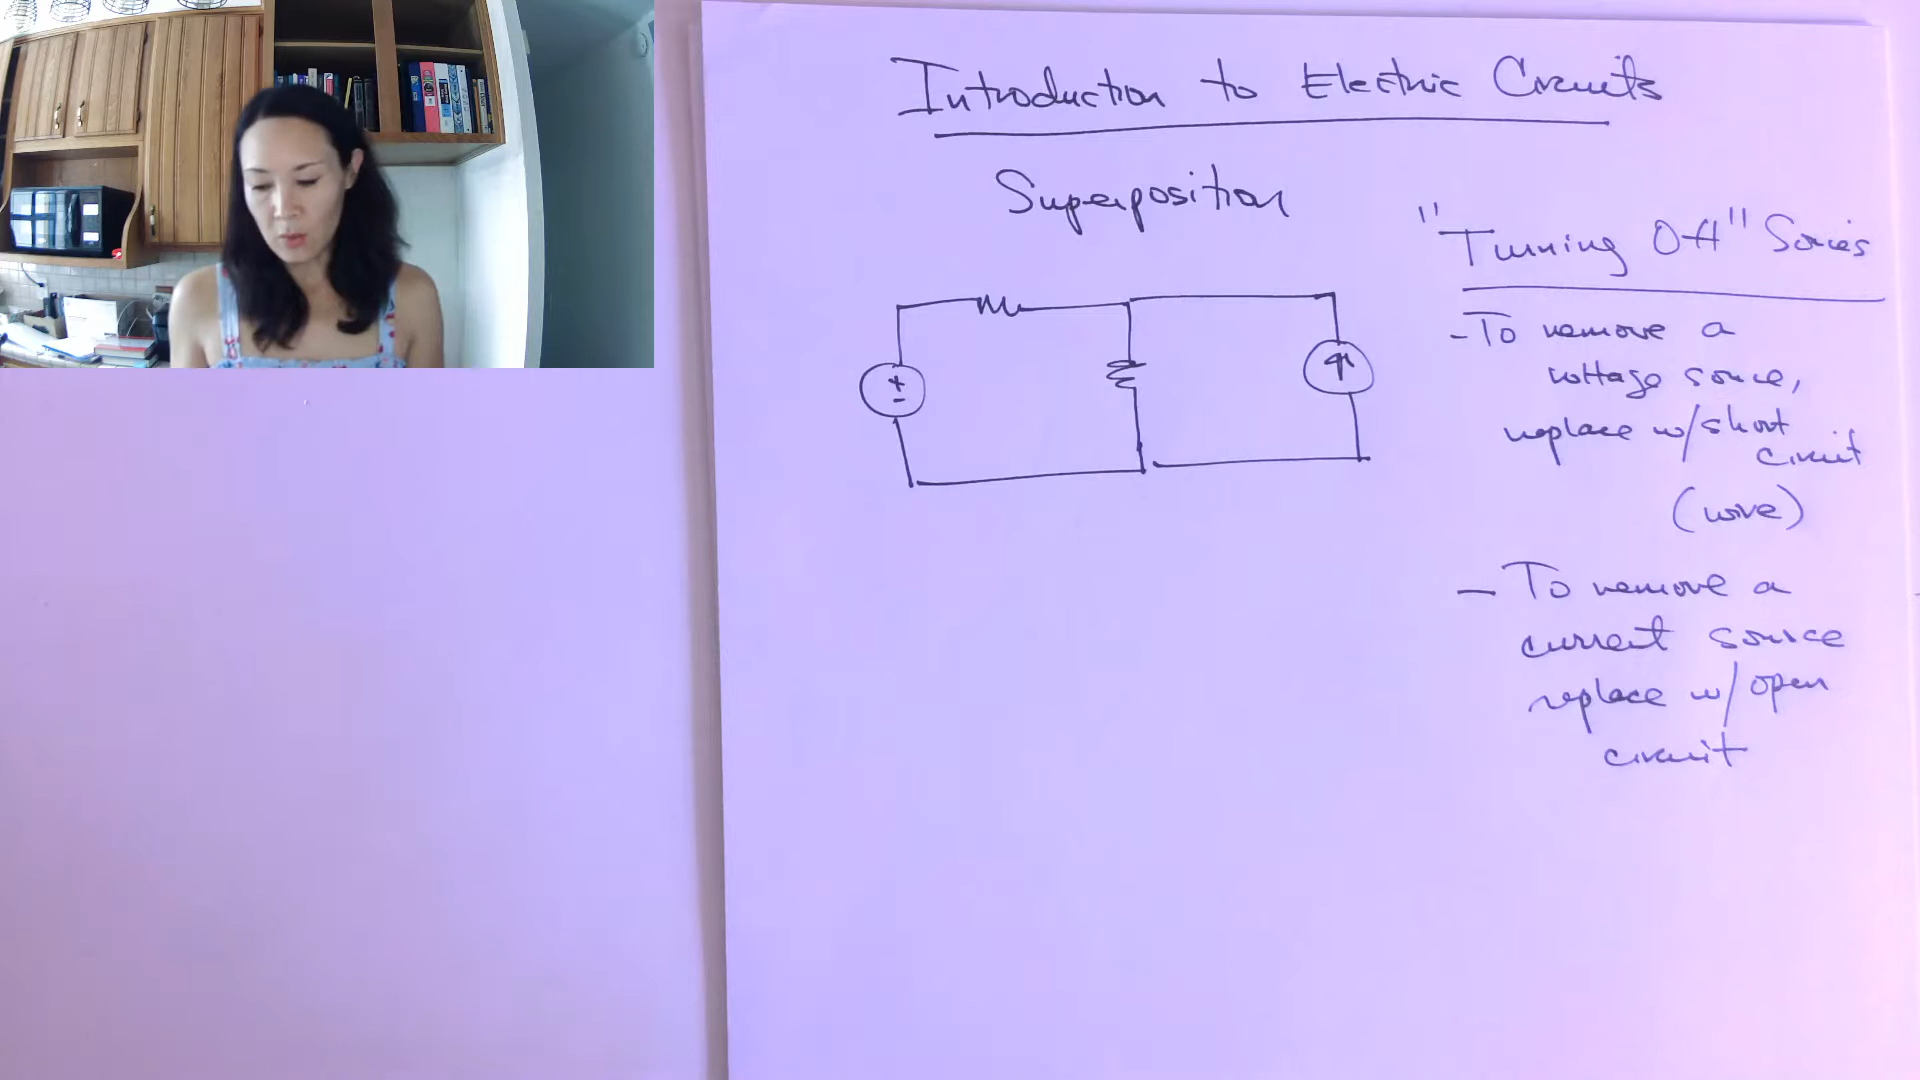 Introduction to Electric Circuits
Superposition
"Turning Off" Sources
- To remove a
voltage source,
replace w/ short
circuit
(wire)
- To remove a
current source
replace w/ open
circuit
+
-